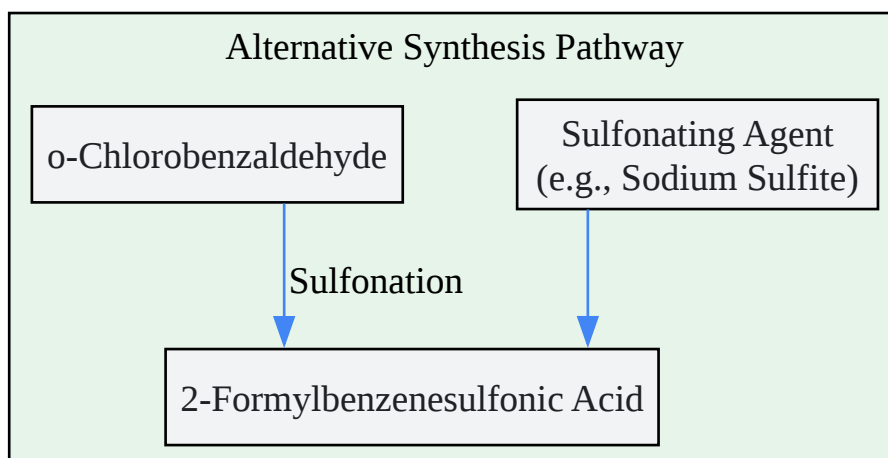 Alternative Synthesis Pathway
o-Chlorobenzaldehyde
Sulfonating Agent
(e.g., Sodium Sulfite)
Sulfonation
2-Formylbenzenesulfonic Acid